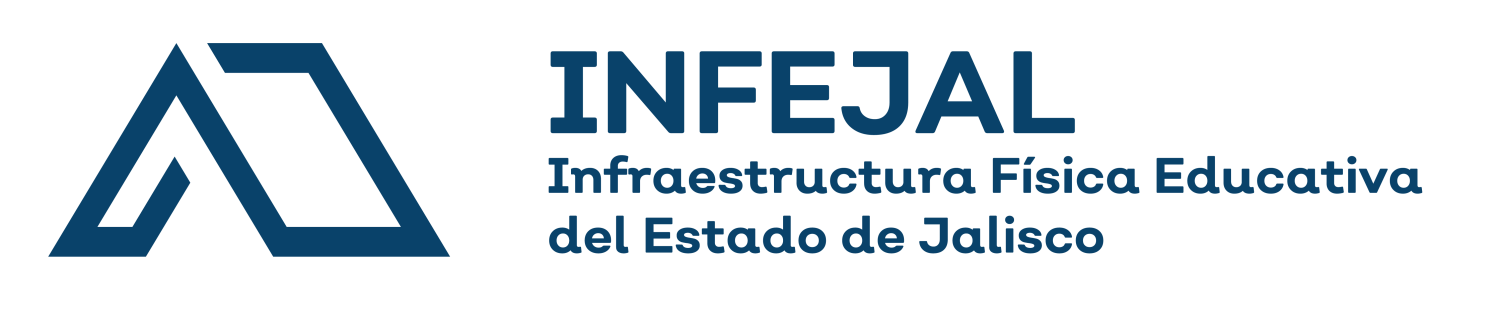 INFEJAL
Infraestructura Física Educativa
del Estado de Jalisco